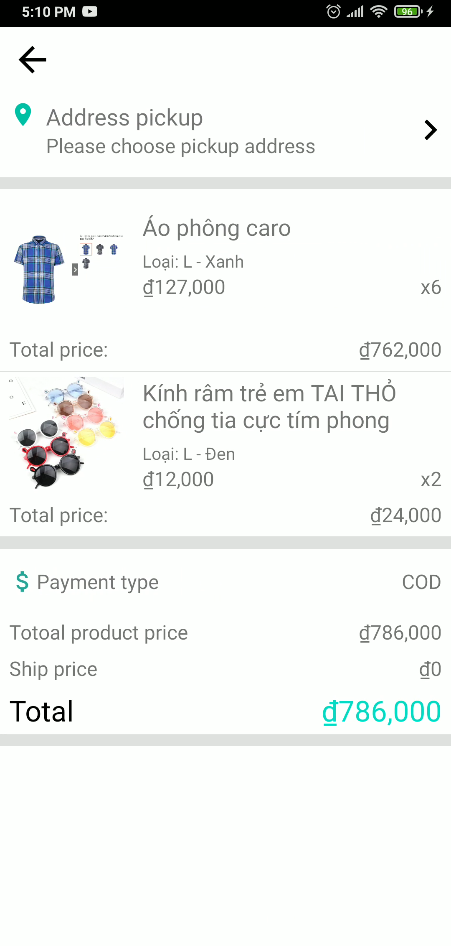 5:10 PM
96
Address pickup
Please choose pickup address
Áo phông caro
Loại: L - Xanh
₫127,000 x6
Total price: ₫762,000
Kính râm trẻ em TAI THỎ
chống tia cực tím phong
Loại: L - Đen
₫12,000 x2
Total price: ₫24,000
$ Payment type COD
Totoal product price ₫786,000
Ship price ₫0
Total ₫786,000